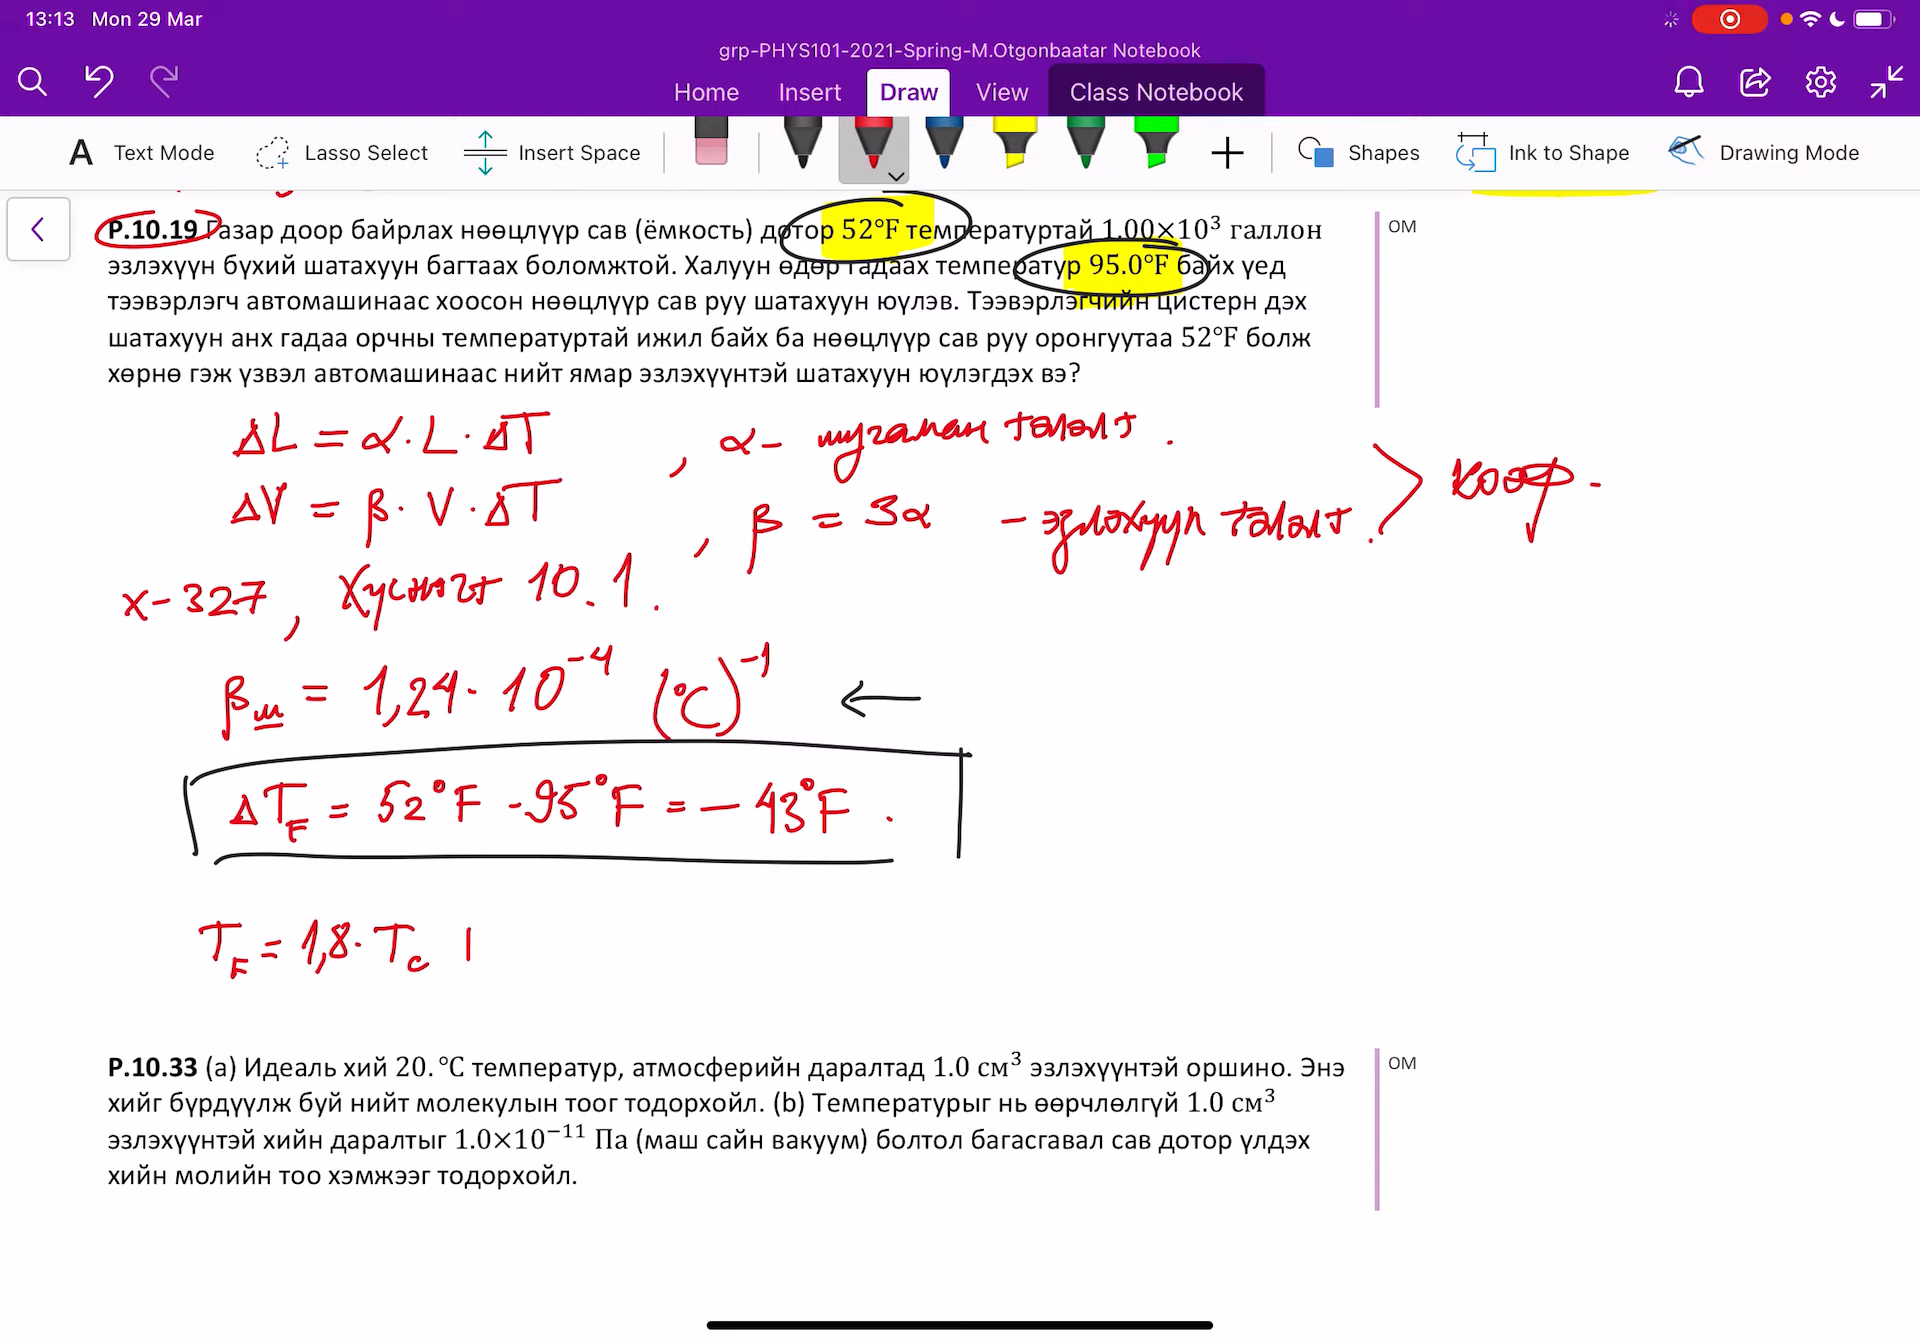 13:13 Mon 29 Mar
grp-PHYS101-2021-Spring-M.Otgonbaatar Notebook
Home Insert Draw View Class Notebook
A Text Mode Lasso Select Insert Space Shapes Ink to Shape Drawing Mode
P.10.19 Газар доор байрлах нөөцлүүр сав (ёмкость) дотор 52°F температуртай 1.00×10³ галлон
эзлэхүүн бүхий шатахуун багтаах боломжтой. Халуун өдөр гадаах температур 95.0°F байх үед
тээвэрлэгч автомашинаас хоосон нөөцлүүр сав руу шатахуун юүлэв. Тээвэрлэгчийн цистерн дэх
шатахуун анх гадаа орчны температуртай ижил байх ба нөөцлүүр сав руу оронгуутаа 52°F болж
хөрнө гэж үзвэл автомашинаас нийт ямар эзлэхүүнтэй шатахуун юүлэгдэх вэ?
ОМ
ΔL = α · L · ΔT , α – шугаман тэлэлт .
ΔV = β · V · ΔT , β = 3α – эзлэхүүн тэлэлт .
коэф .
х-327 , Хүснэгт 10.1 .
βш = 1,24 · 10⁻⁴ (°C)⁻¹ ←
ΔT_F = 52°F - 95°F = – 43°F .
T_F = 1,8 · T_C
P.10.33 (a) Идеаль хий 20. °C температур, атмосферийн даралтад 1.0 см³ эзлэхүүнтэй оршино. Энэ
хийг бүрдүүлж буй нийт молекулын тоог тодорхойл. (b) Температурыг нь өөрчлөлгүй 1.0 см³
эзлэхүүнтэй хийн даралтыг 1.0×10⁻¹¹ Па (маш сайн вакуум) болтол багасгавал сав дотор үлдэх
хийн молийн тоо хэмжээг тодорхойл.
ОМ